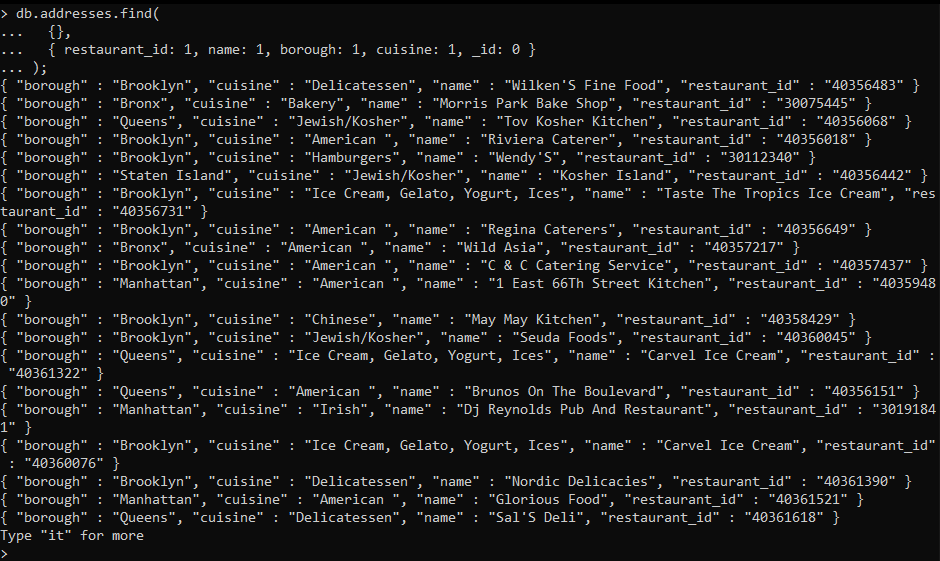 > db.addresses.find(
...   {},
...   { restaurant_id: 1, name: 1, borough: 1, cuisine: 1, _id: 0 }
... );
{ "borough" : "Brooklyn", "cuisine" : "Delicatessen", "name" : "Wilken'S Fine Food", "restaurant_id" : "40356483" }
{ "borough" : "Bronx", "cuisine" : "Bakery", "name" : "Morris Park Bake Shop", "restaurant_id" : "30075445" }
{ "borough" : "Queens", "cuisine" : "Jewish/Kosher", "name" : "Tov Kosher Kitchen", "restaurant_id" : "40356068" }
{ "borough" : "Brooklyn", "cuisine" : "American ", "name" : "Riviera Caterer", "restaurant_id" : "40356018" }
{ "borough" : "Brooklyn", "cuisine" : "Hamburgers", "name" : "Wendy'S", "restaurant_id" : "30112340" }
{ "borough" : "Staten Island", "cuisine" : "Jewish/Kosher", "name" : "Kosher Island", "restaurant_id" : "40356442" }
{ "borough" : "Brooklyn", "cuisine" : "Ice Cream, Gelato, Yogurt, Ices", "name" : "Taste The Tropics Ice Cream", "res
taurant_id" : "40356731" }
{ "borough" : "Brooklyn", "cuisine" : "American ", "name" : "Regina Caterers", "restaurant_id" : "40356649" }
{ "borough" : "Bronx", "cuisine" : "American ", "name" : "Wild Asia", "restaurant_id" : "40357217" }
{ "borough" : "Brooklyn", "cuisine" : "American ", "name" : "C & C Catering Service", "restaurant_id" : "40357437" }
{ "borough" : "Manhattan", "cuisine" : "American ", "name" : "1 East 66Th Street Kitchen", "restaurant_id" : "4035948
0" }
{ "borough" : "Brooklyn", "cuisine" : "Chinese", "name" : "May May Kitchen", "restaurant_id" : "40358429" }
{ "borough" : "Brooklyn", "cuisine" : "Jewish/Kosher", "name" : "Seuda Foods", "restaurant_id" : "40360045" }
{ "borough" : "Queens", "cuisine" : "Ice Cream, Gelato, Yogurt, Ices", "name" : "Carvel Ice Cream", "restaurant_id" :
 "40361322" }
{ "borough" : "Queens", "cuisine" : "American ", "name" : "Brunos On The Boulevard", "restaurant_id" : "40356151" }
{ "borough" : "Manhattan", "cuisine" : "Irish", "name" : "Dj Reynolds Pub And Restaurant", "restaurant_id" : "3019184
1" }
{ "borough" : "Brooklyn", "cuisine" : "Ice Cream, Gelato, Yogurt, Ices", "name" : "Carvel Ice Cream", "restaurant_id"
 : "40360076" }
{ "borough" : "Brooklyn", "cuisine" : "Delicatessen", "name" : "Nordic Delicacies", "restaurant_id" : "40361390" }
{ "borough" : "Manhattan", "cuisine" : "American ", "name" : "Glorious Food", "restaurant_id" : "40361521" }
{ "borough" : "Queens", "cuisine" : "Delicatessen", "name" : "Sal'S Deli", "restaurant_id" : "40361618" }
Type "it" for more
>